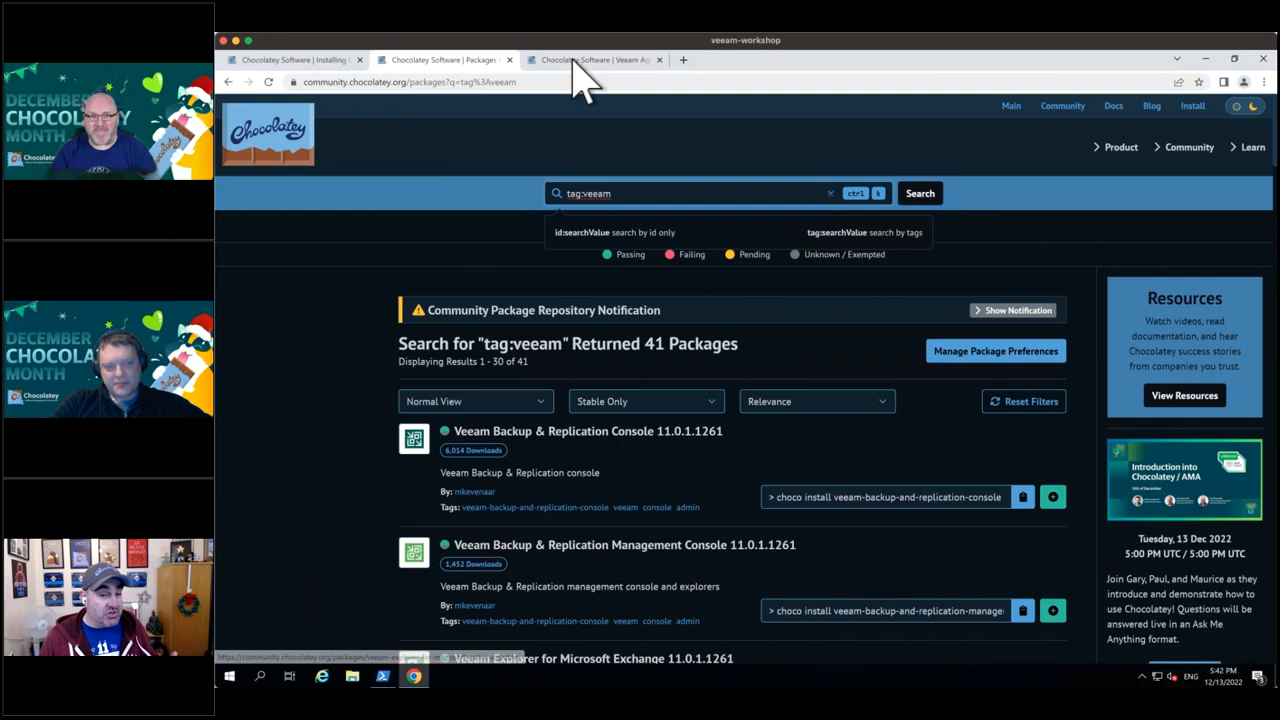 DECEMBER
CHOCO
MONTH
Chocolatey
DECEMBER
CHOCOLA
MONTH
Chocolatey
11 99
veeam-workshop
Chocolatey Software | Installing
Chocolatey Software | Packages
Chocolatey Software | Veeam Ag
community.chocolatey.org/packages?q=tag%3Aveeam
Main Community Docs Blog Install
Chocolatey
Product Community Learn
tag:veeam ctrl k Search
id:searchValue search by id only tag:searchValue search by tags
Passing Failing Pending Unknown / Exempted
Community Package Repository Notification Show Notification
Search for "tag:veeam" Returned 41 Packages
Displaying Results 1 - 30 of 41
Manage Package Preferences
Normal View Stable Only Relevance Reset Filters
Veeam Backup & Replication Console 11.0.1.1261
6,014 Downloads
Veeam Backup & Replication console
By: mkevenaar
Tags: veeam-backup-and-replication-console veeam console admin
> choco install veeam-backup-and-replication-console
Veeam Backup & Replication Management Console 11.0.1.1261
1,452 Downloads
Veeam Backup & Replication management console and explorers
By: mkevenaar
Tags: veeam-backup-and-replication-console veeam console admin
> choco install veeam-backup-and-replication-manage
Veeam Explorer for Microsoft Exchange 11.0.1.1261
Resources
Watch videos, read
documentation, and hear
Chocolatey success stories
from companies you trust.
View Resources
Introduction into
Chocolatey / AMA
Tuesday, 13 Dec 2022
5:00 PM UTC / 5:00 PM UTC
Join Gary, Paul, and Maurice as they
introduce and demonstrate how to
use Chocolatey! Questions will be
answered live in an Ask Me
Anything format.
ENG
5:42 PM
12/13/2022